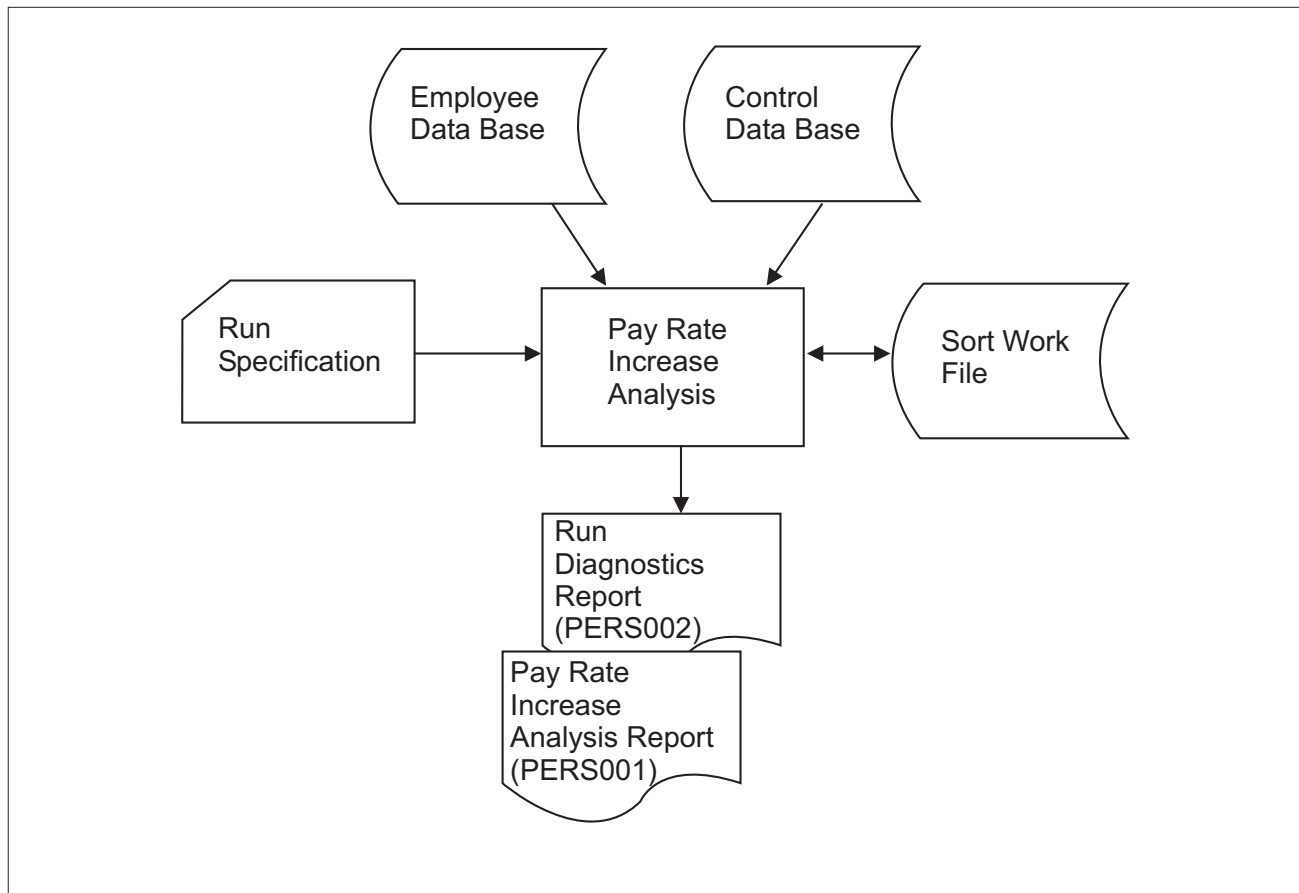 Employee
Data Base
Control
Data Base
Run
Specification
Pay Rate
Increase
Analysis
Sort Work
File
Run
Diagnostics
Report
(PERS002)
Pay Rate
Increase
Analysis Report
(PERS001)